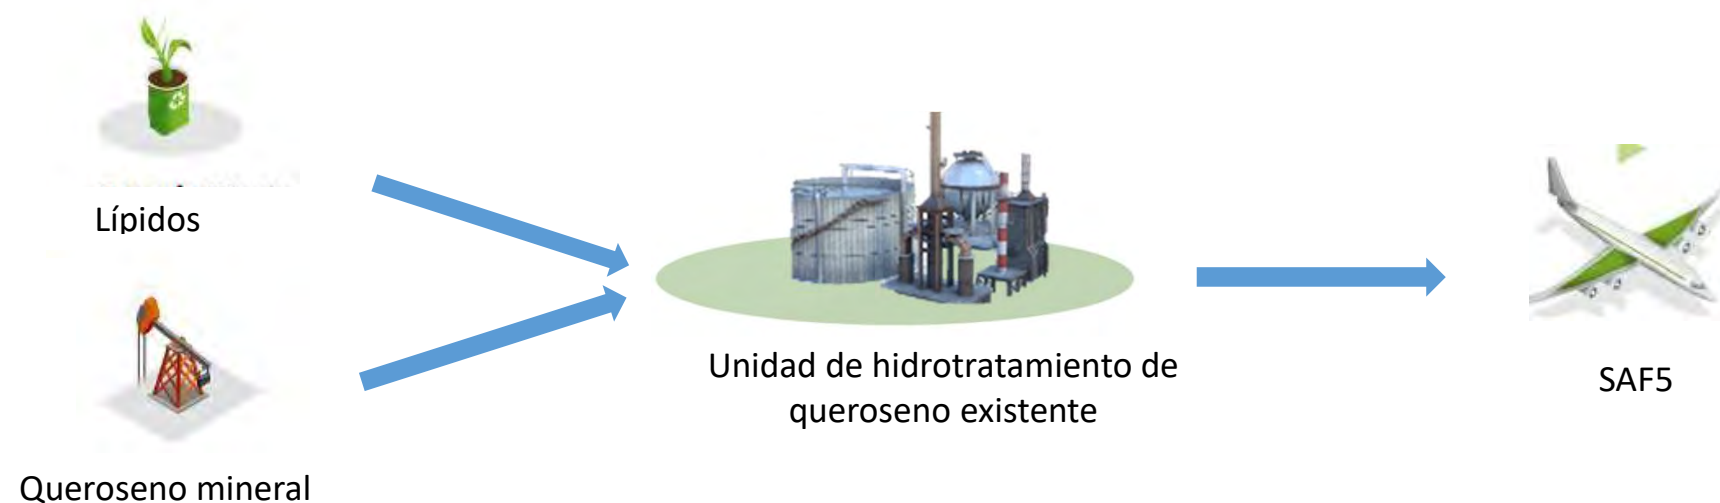 Lípidos
Queroseno mineral
Unidad de hidrotratamiento de
queroseno existente
SAF5